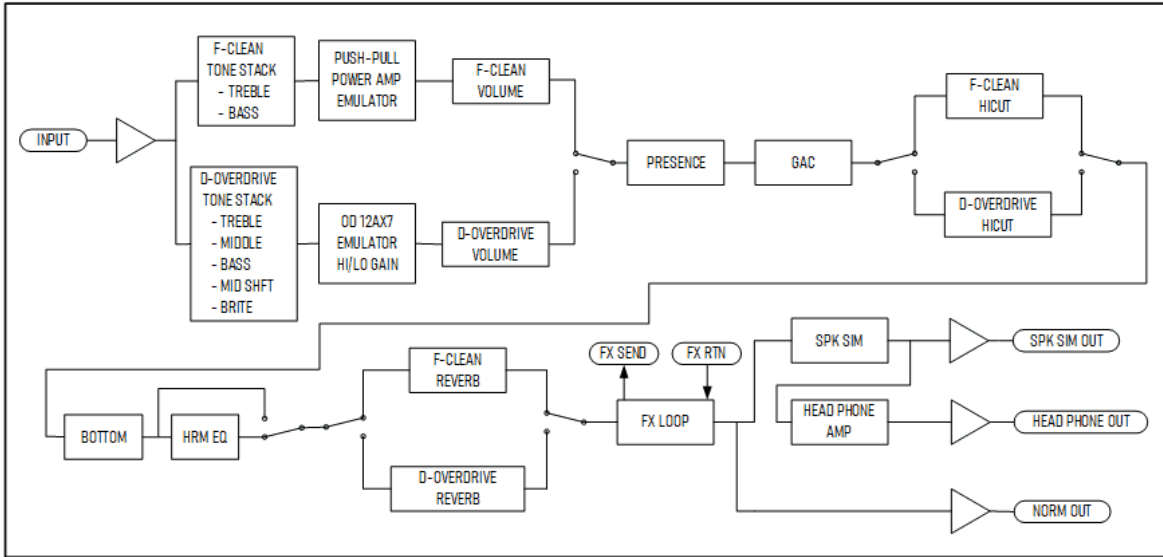 INPUT
F-CLEAN
TONE STACK
- TREBLE
- BASS
PUSH-PULL
POWER AMP
EMULATOR
F-CLEAN
VOLUME
D-OVERDRIVE
TONE STACK
- TREBLE
- MIDDLE
- BASS
- MID SHFT
- BRITE
OD 12AX7
EMULATOR
HI/LO GAIN
D-OVERDRIVE
VOLUME
PRESENCE
GAC
F-CLEAN
HICUT
D-OVERDRIVE
HICUT
BOTTOM
HRM EQ
F-CLEAN
REVERB
D-OVERDRIVE
REVERB
FX SEND
FX RTN
FX LOOP
SPK SIM
SPK SIM OUT
HEAD PHONE
AMP
HEAD PHONE OUT
NORM OUT